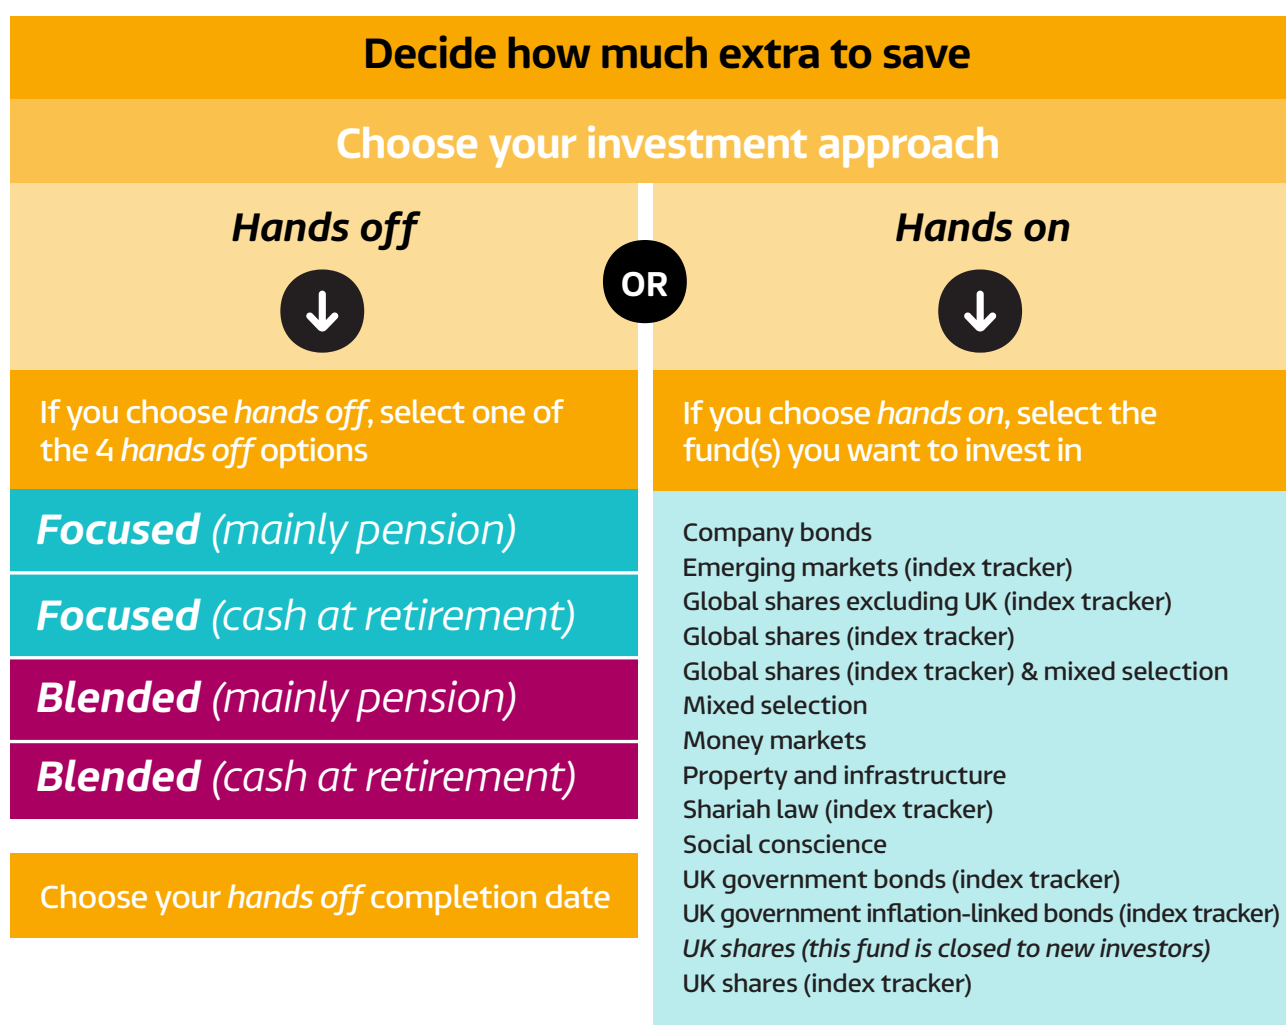 Decide how much extra to save
Choose your investment approach
Hands off
OR
Hands on
If you choose hands off, select one of
the 4 hands off options
Focused (mainly pension)
Focused (cash at retirement)
Blended (mainly pension)
Blended (cash at retirement)
Choose your hands off completion date
If you choose hands on, select the
fund(s) you want to invest in
Company bonds
Emerging markets (index tracker)
Global shares excluding UK (index tracker)
Global shares (index tracker)
Global shares (index tracker) & mixed selection
Mixed selection
Money markets
Property and infrastructure
Shariah law (index tracker)
Social conscience
UK government bonds (index tracker)
UK government inflation-linked bonds (index tracker)
UK shares (this fund is closed to new investors)
UK shares (index tracker)